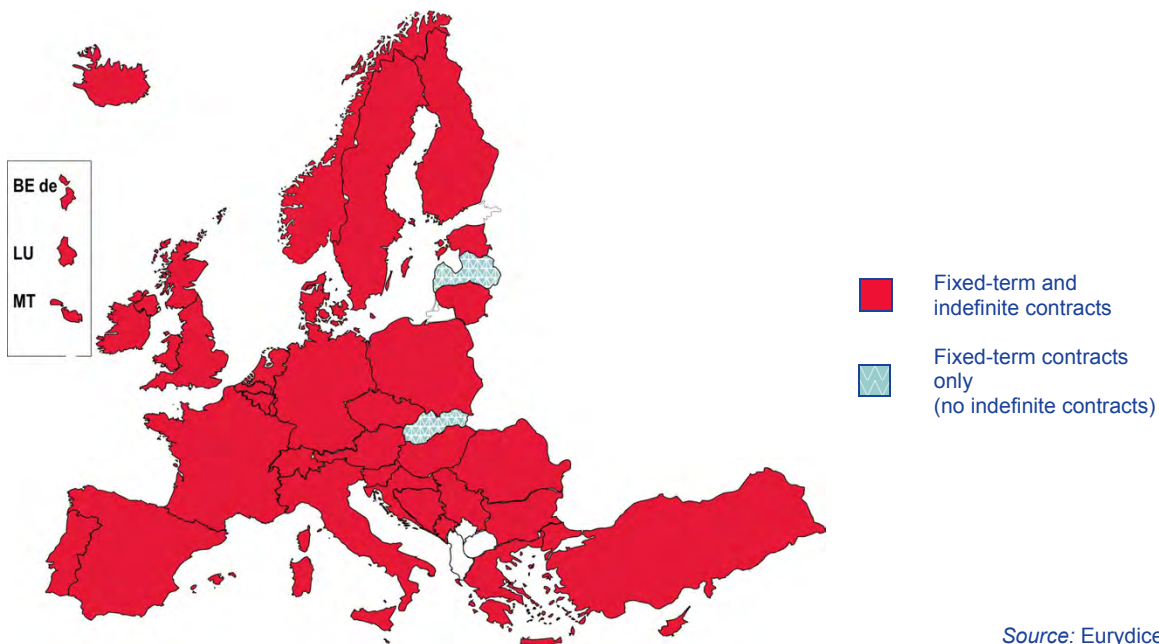 BE de
LU
MT
Fixed-term and
indefinite contracts
Fixed-term contracts
only
(no indefinite contracts)
Source: Eurydice